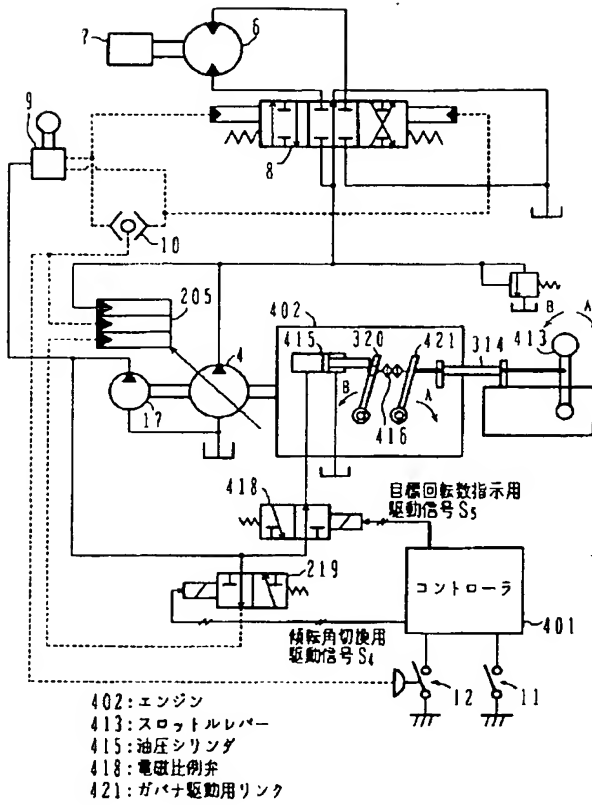 7
6
9
8
10
205
402
415
320
421
314
413
B
A
B
A
4
17
416
418
目標回転数指示用
駆動信号S5
219
コントローラ
401
傾転角切換用
駆動信号S4
12
11
402:エンジン
413:スロットルレバー
415:油圧シリンダ
418:電磁比例弁
421:ガバナ駆動用リンク